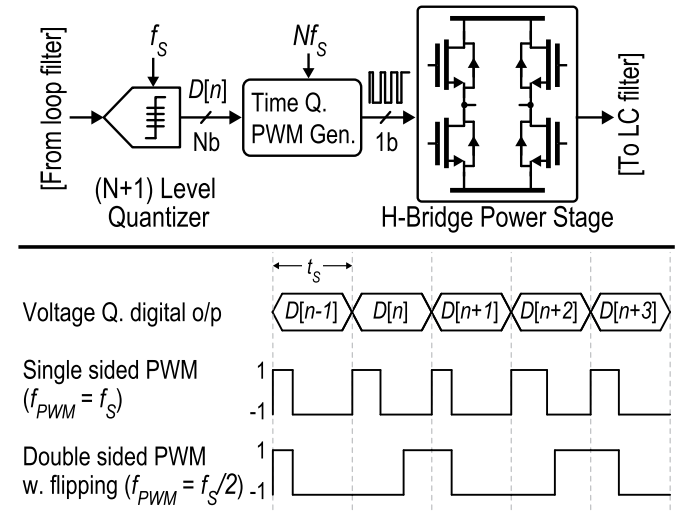 [From loop filter]
f_S
D[n]
Nb
(N+1) Level
Quantizer
Nf_S
Time Q.
PWM Gen.
1b
H-Bridge Power Stage
[To LC filter]
t_S
Voltage Q. digital o/p
D[n-1] D[n] D[n+1] D[n+2] D[n+3]
Single sided PWM
(f_PWM = f_S)
1
-1
Double sided PWM
w. flipping (f_PWM = f_S/2)
1
-1